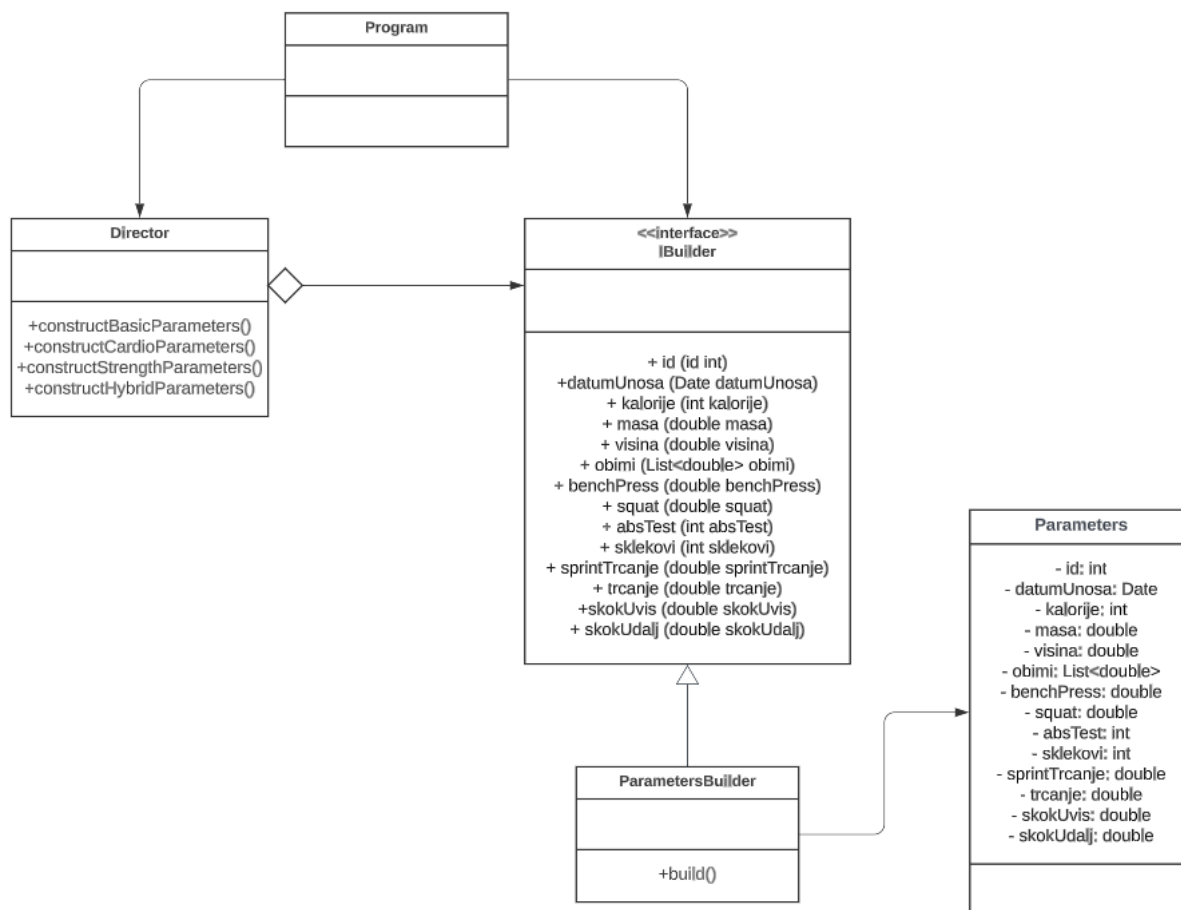 Program
Director
+constructBasicParameters()
+constructCardioParameters()
+constructStrengthParameters()
+constructHybridParameters()
<<interface>>
IBuilder
+ id (id int)
+datumUnosa (Date datumUnosa)
+ kalorije (int kalorije)
+ masa (double masa)
+ visina (double visina)
+ obimi (List<double> obimi)
+ benchPress (double benchPress)
+ squat (double squat)
+ absTest (int absTest)
+ sklekovi (int sklekovi)
+ sprintTrcanje (double sprintTrcanje)
+ trcanje (double trcanje)
+skokUvis (double skokUvis)
+ skokUdalj (double skokUdalj)
Parameters
- id: int
- datumUnosa: Date
- kalorije: int
- masa: double
- visina: double
- obimi: List<double>
- benchPress: double
- squat: double
- absTest: int
- sklekovi: int
- sprintTrcanje: double
- trcanje: double
- skokUvis: double
- skokUdalj: double
ParametersBuilder
+build()